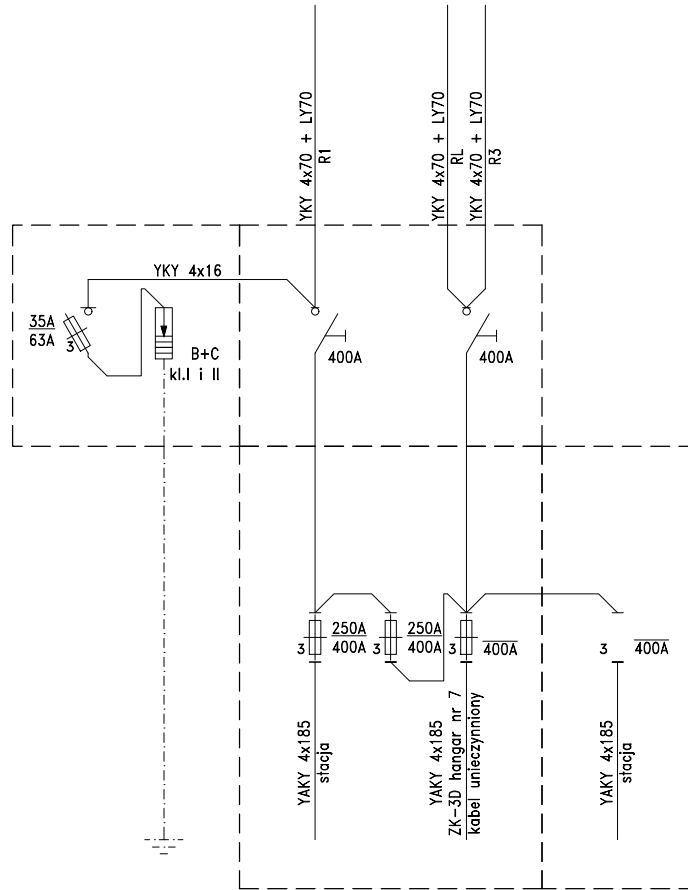 YKY 4x70 + LY70
R1
YKY 4x70 + LY70
RL
YKY 4x70 + LY70
R3
YKY 4x16
35A
63A
3
B+C
kl.I i II
400A
400A
3
250A
400A
3
250A
400A
3
400A
3
400A
YAKY 4x185
stacja
YAKY 4x185
ZK-3D hangar nr 7
kabel unieczynniony
YAKY 4x185
stacja